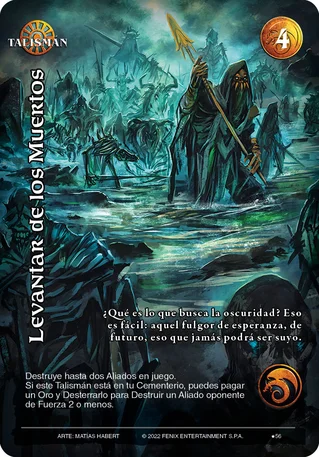 TALISMÁN
4
Levantar de los Muertos
¿Qué es lo que busca la oscuridad? Eso
es fácil: aquel fulgor de esperanza, de
futuro, eso que jamás podrá ser suyo.
Destruye hasta dos Aliados en juego.
Si este Talismán está en tu Cementerio, puedes pagar
un Oro y Desterrarlo para Destruir un Aliado oponente
de Fuerza 2 o menos.
ARTE: MATÍAS HABERT
© 2022 FENIX ENTERTAINMENT S.P.A.
★56